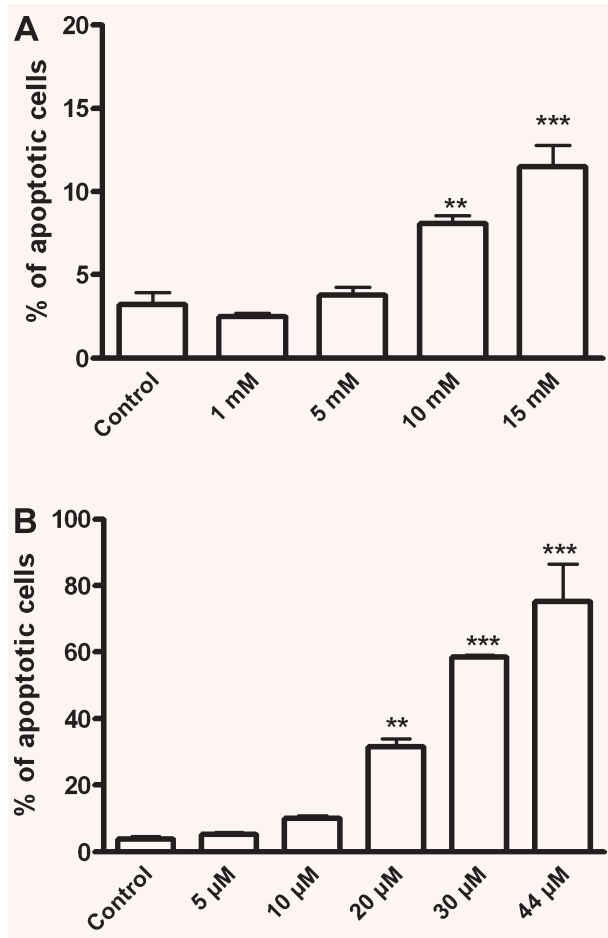 A
% of apoptotic cells
20
15
10
5
0
**
***
Control
1 mM
5 mM
10 mM
15 mM
B
% of apoptotic cells
100
80
60
40
20
0
**
***
***
Control
5 µM
10 µM
20 µM
30 µM
44 µM